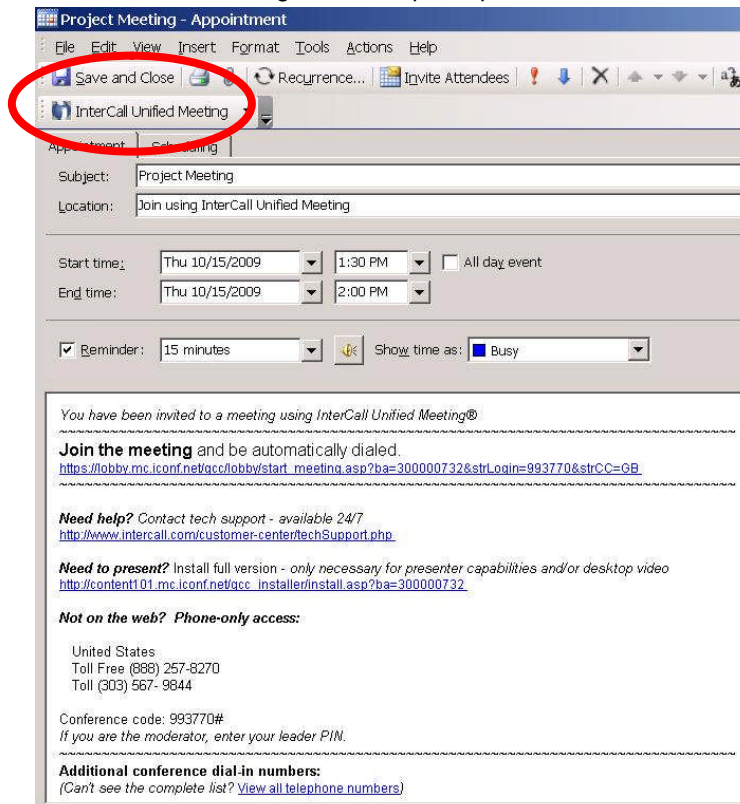 Project Meeting - Appointment
File Edit View Insert Format Tools Actions Help
Save and Close Recurrence... Invite Attendees
InterCall Unified Meeting
Appointment Scheduling
Subject: Project Meeting
Location: Join using InterCall Unified Meeting
Start time: Thu 10/15/2009 1:30 PM All day event
End time: Thu 10/15/2009 2:00 PM
Reminder: 15 minutes Show time as: Busy
You have been invited to a meeting using InterCall Unified Meeting®
~~~~~~~~~~~~~~~~~~~~~~~~~~~~~~~~~~~~~~~~
Join the meeting and be automatically dialed.
https://lobby.mc.iconf.net/qcc/lobby/start_meeting.asp?ba=300000732&strLogin=993770&strCC=GB
~~~~~~~~~~~~~~~~~~~~~~~~~~~~~~~~~~~~~~~~
Need help? Contact tech support - available 24/7
http://www.intercall.com/customer-center/techSupport.php
Need to present? Install full version - only necessary for presenter capabilities and/or desktop video
http://content101.mc.iconf.net/qcc_installer/install.asp?ba=300000732
Not on the web? Phone-only access:
United States
Toll Free (888) 257-8270
Toll (303) 567- 9844
Conference code: 993770#
If you are the moderator, enter your leader PIN.
~~~~~~~~~~~~~~~~~~~~~~~~~~~~~~~~~~~~~~~~
Additional conference dial-in numbers:
(Can't see the complete list? View all telephone numbers)